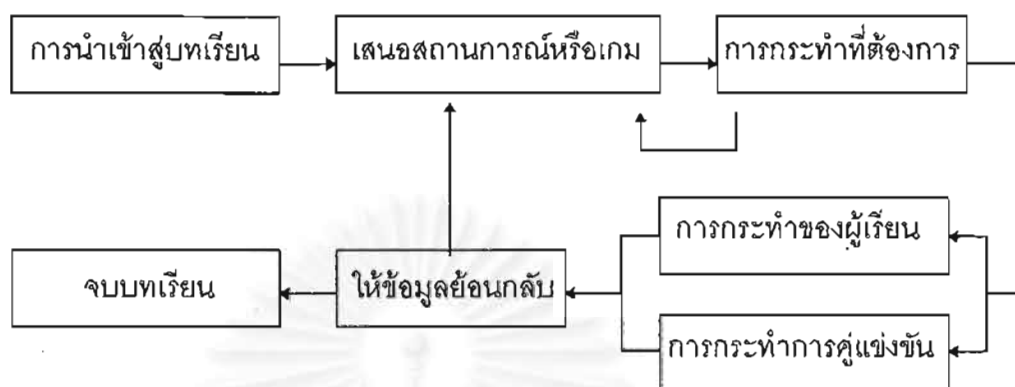 การนำเข้าสู่บทเรียน
เสนอสถานการณ์หรือเกม
การกระทำที่ต้องการ
การกระทำของผู้เรียน
จบบทเรียน
ให้ข้อมูลย้อนกลับ
การกระทำการคู่แข่งขัน